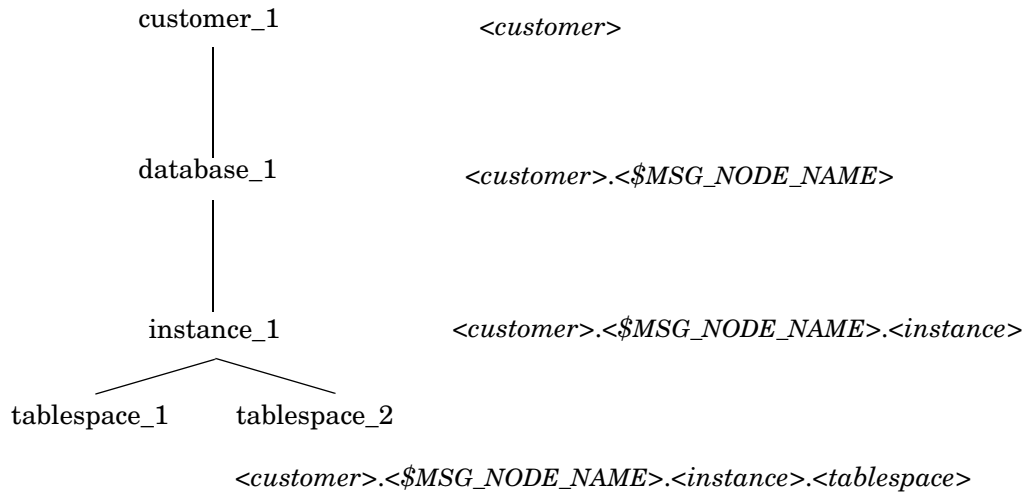 customer_1 <customer>
database_1 <customer>.<$MSG_NODE_NAME>
instance_1 <customer>.<$MSG_NODE_NAME>.<instance>
tablespace_1 tablespace_2
<customer>.<$MSG_NODE_NAME>.<instance>.<tablespace>